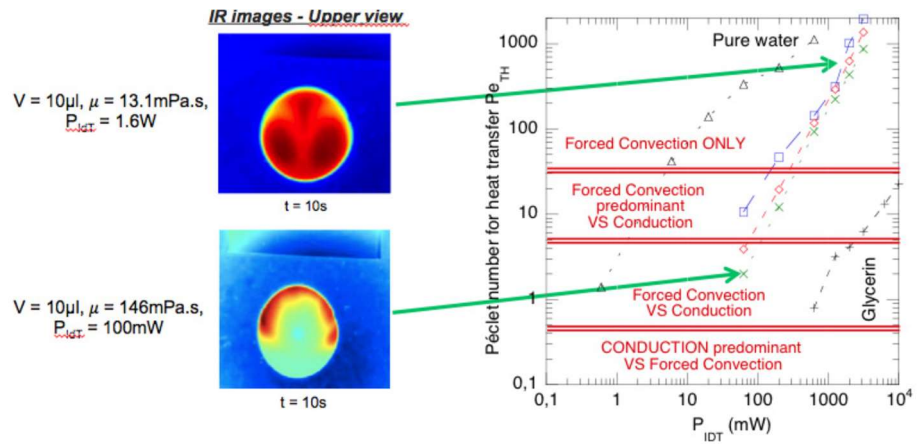 IR images - Upper view
V = 10µl, µ = 13.1mPa.s,
P_IdT = 1.6W
t = 10s
V = 10µl, µ = 146mPa.s,
P_IdT = 100mW
t = 10s
Péclet number for heat transfer Pe_TH
1000
100
10
1
0,1
Pure water
Forced Convection ONLY
Forced Convection
predominant
VS Conduction
Forced Convection
VS Conduction
CONDUCTION predominant
VS Forced Convection
Glycerin
0,1 1 10 100 1000 10⁴
P_IDT (mW)